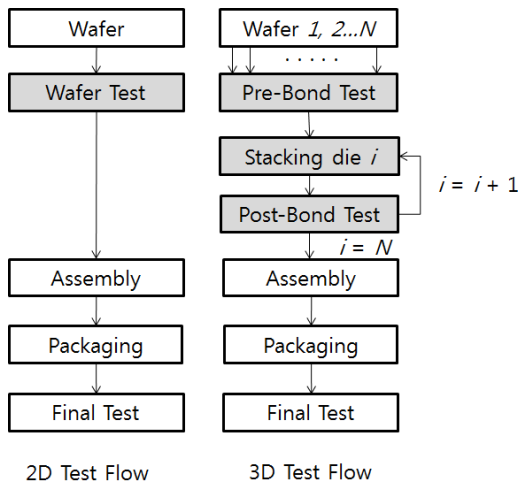 Wafer
Wafer Test
Assembly
Packaging
Final Test
2D Test Flow
Wafer 1, 2...N
. . . . .
Pre-Bond Test
Stacking die i
i = i + 1
Post-Bond Test
i = N
Assembly
Packaging
Final Test
3D Test Flow